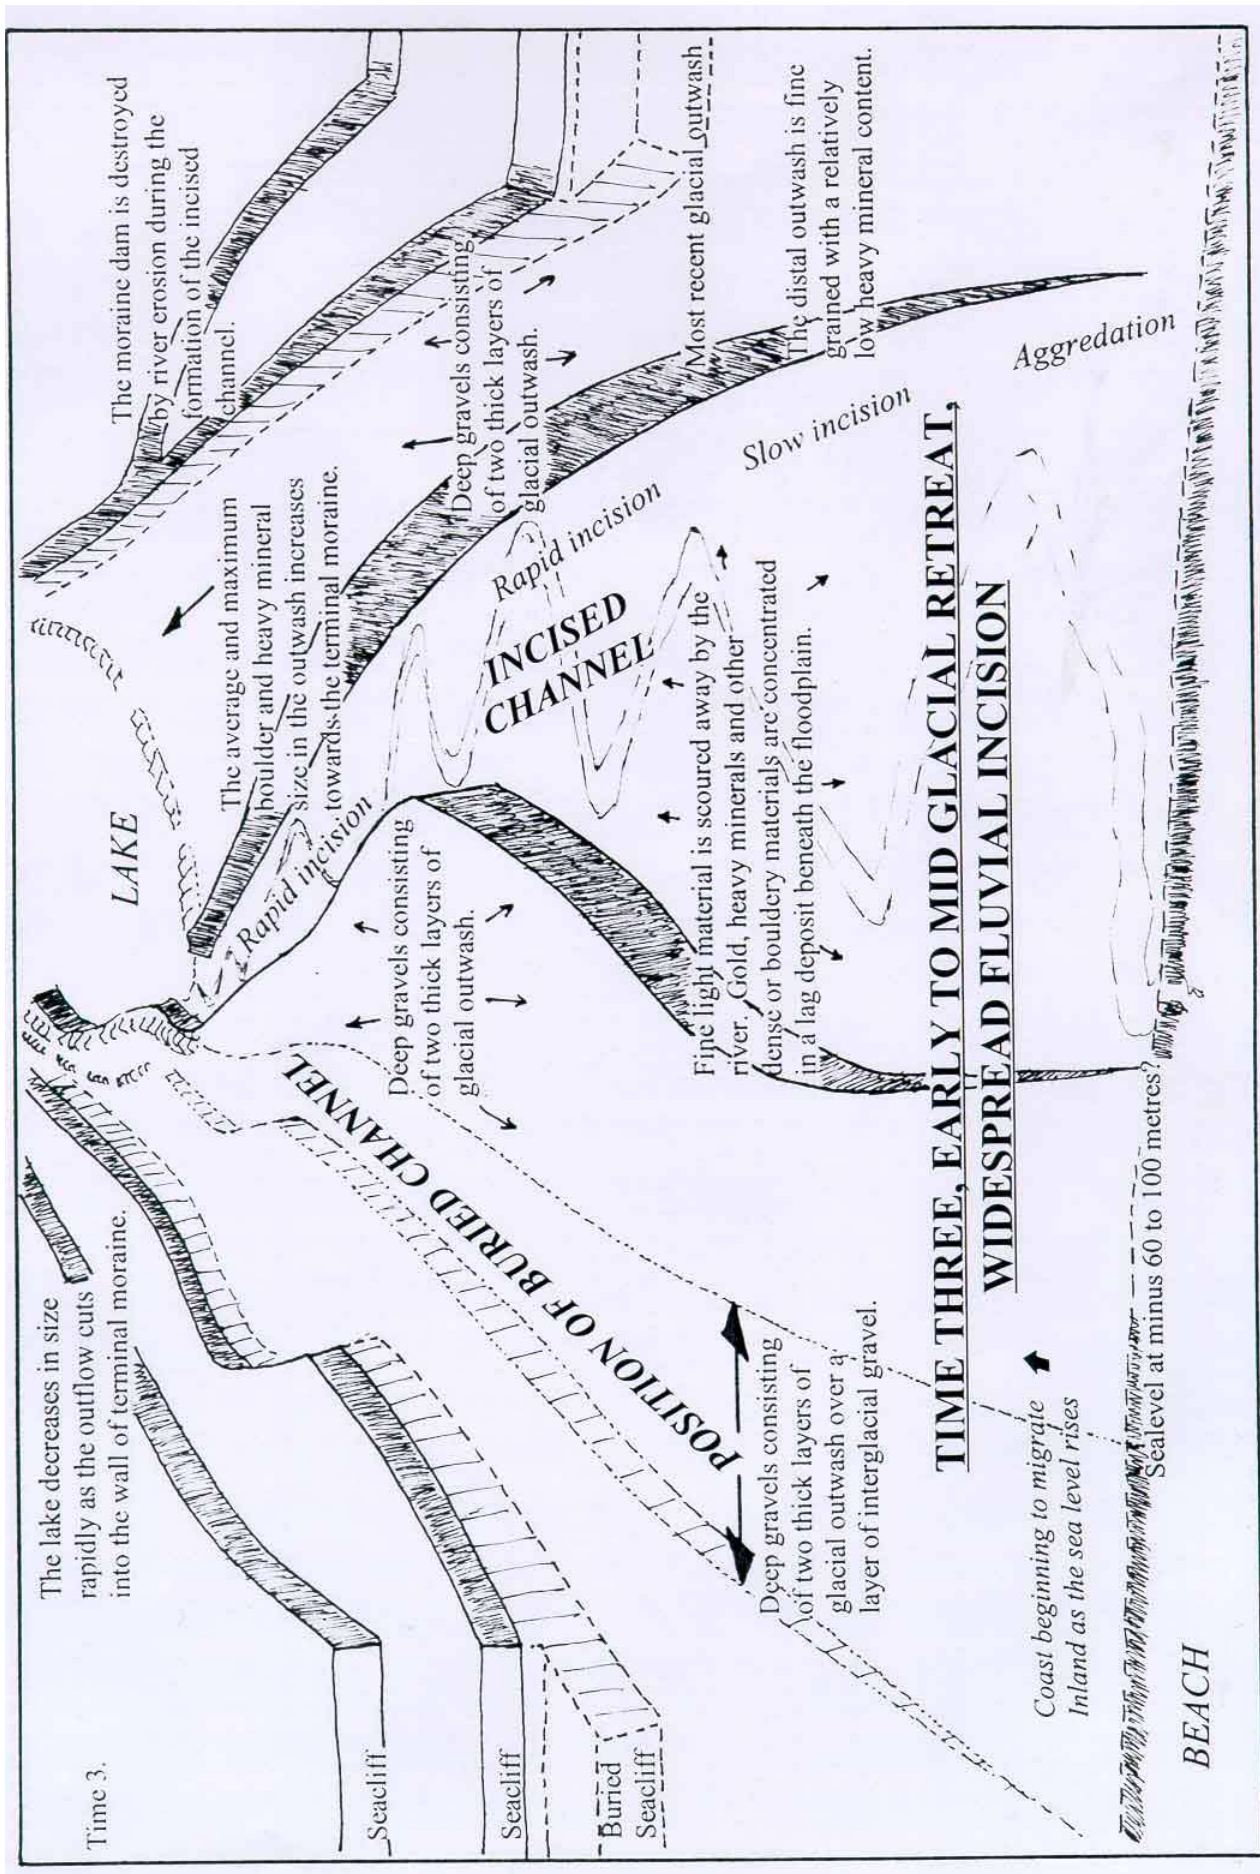 Time 3.
The lake decreases in size
rapidly as the outflow cuts
into the wall of terminal moraine.
LAKE
The moraine dam is destroyed
by river erosion during the
formation of the incised
channel.
The average and maximum
boulder and heavy mineral
size in the outwash increases
towards the terminal moraine.
Rapid incision
Seacliff
Seacliff
Buried
Seacliff
POSITION OF BURIED CHANNEL
Deep gravels consisting
of two thick layers of
glacial outwash.
Deep gravels consisting
of two thick layers of
glacial outwash.
INCISED
CHANNEL
Rapid incision
Most recent glacial outwash
Fine light material is scoured away by the
river. Gold, heavy minerals and other
dense or bouldery materials are concentrated
in a lag deposit beneath the floodplain.
Slow incision
The distal outwash is fine
grained with a relatively
low heavy mineral content.
Deep gravels consisting
of two thick layers of
glacial outwash over a
layer of interglacial gravel.
Aggredation
TIME THREE, EARLY TO MID GLACIAL RETREAT,
WIDESPREAD FLUVIAL INCISION
Coast beginning to migrate
Inland as the sea level rises
Sealevel at minus 60 to 100 metres?
BEACH